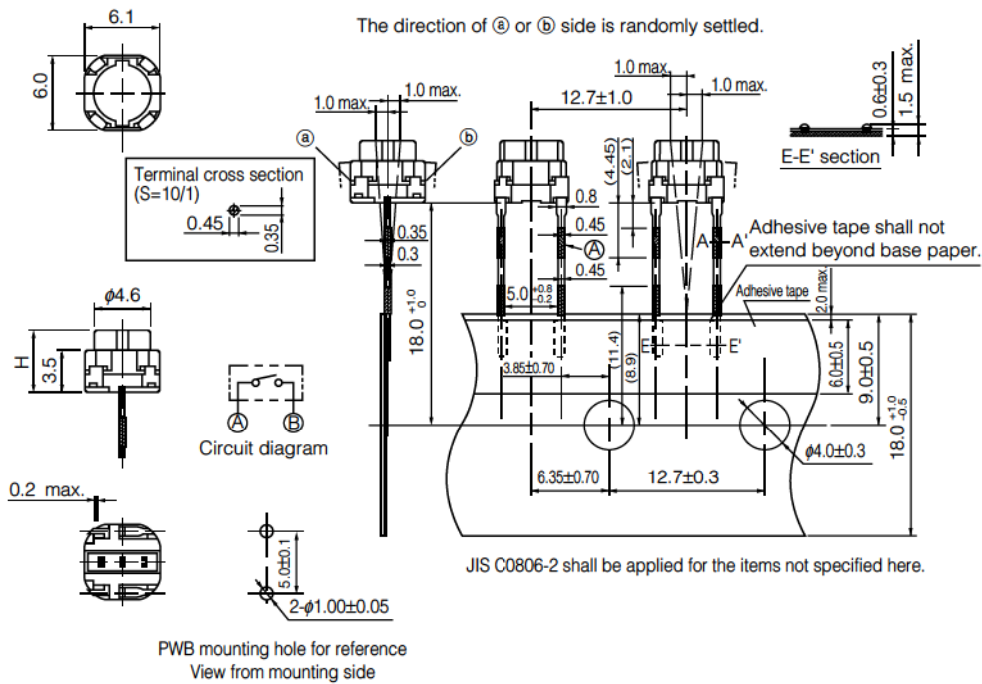 6.1
The direction of ⓐ or ⓑ side is randomly settled.
6.0
1.0 max.
1.0 max.
1.0 max.
1.0 max.
12.7±1.0
0.6±0.3
1.5 max.
E-E' section
ⓐ
ⓑ
Terminal cross section
(S=10/1)
0.45
0.35
(4.45)
(2.1)
0.8
0.45
Ⓐ
0.45
0.35
0.3
A
A'
Adhesive tape shall not
extend beyond base paper.
Adhesive tape
2.0 max.
φ4.6
H
3.5
18.0 +1.0 0
5.0 +0.8 -0.2
(11.4)
(8.9)
E
E'
3.85±0.70
6.0±0.5
9.0±0.5
18.0 +1.0 -0.5
Ⓐ
Ⓑ
Circuit diagram
φ4.0±0.3
6.35±0.70
12.7±0.3
0.2 max.
5.0±0.1
2-φ1.00±0.05
JIS C0806-2 shall be applied for the items not specified here.
PWB mounting hole for reference
View from mounting side